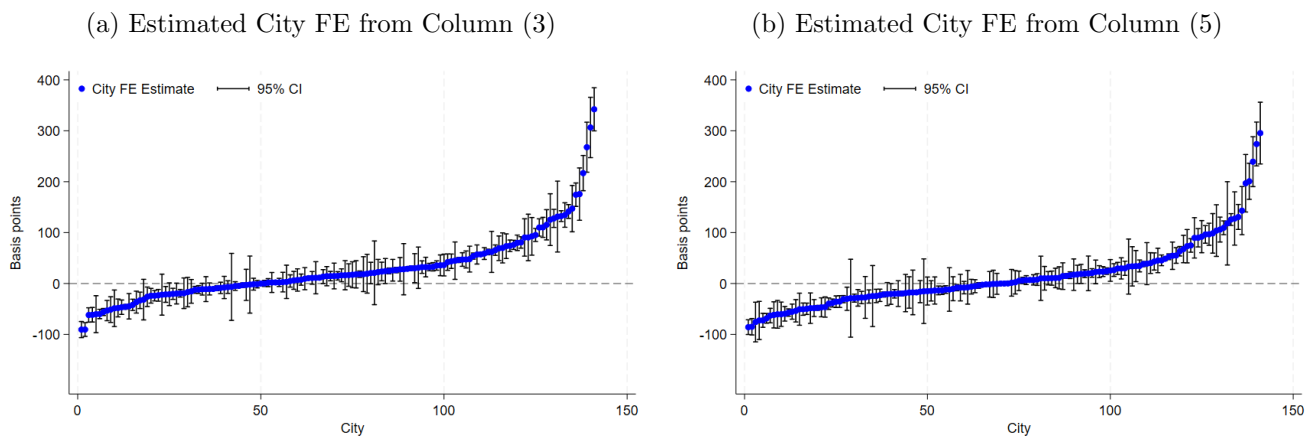 (a) Estimated City FE from Column (3)
400
300
200
100
0
-100
Basis points
City FE Estimate
95% CI
0
50
100
150
City
(b) Estimated City FE from Column (5)
400
300
200
100
0
-100
Basis points
City FE Estimate
95% CI
0
50
100
150
City